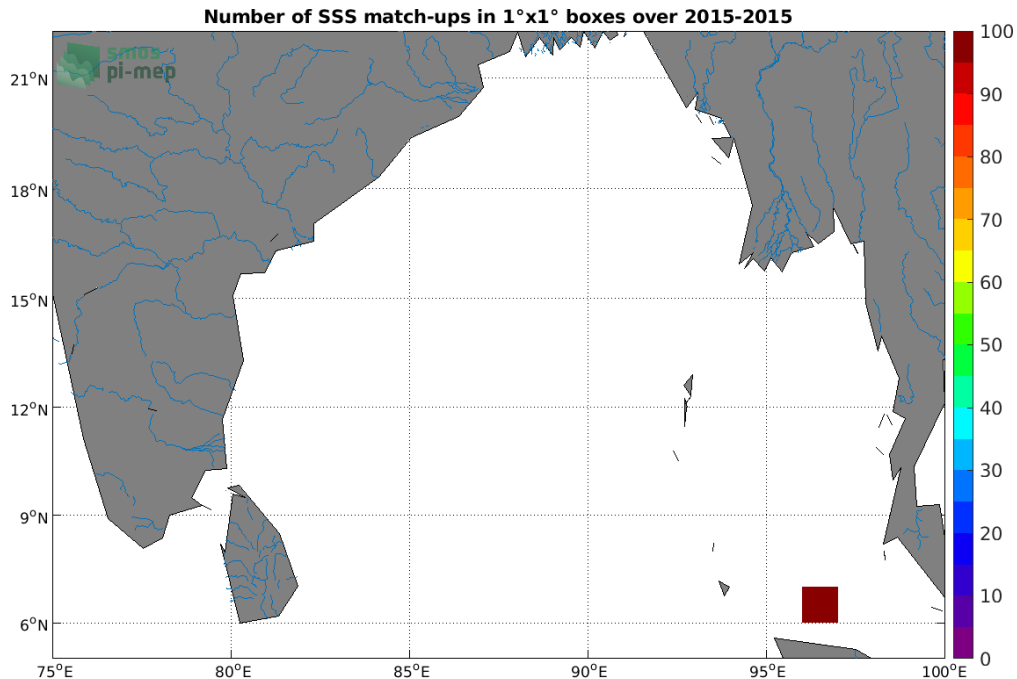 Number of SSS match-ups in 1°x1° boxes over 2015-2015
smos
pi-mep
21°N
18°N
15°N
12°N
9°N
6°N
75°E
80°E
85°E
90°E
95°E
100°E
100
90
80
70
60
50
40
30
20
10
0